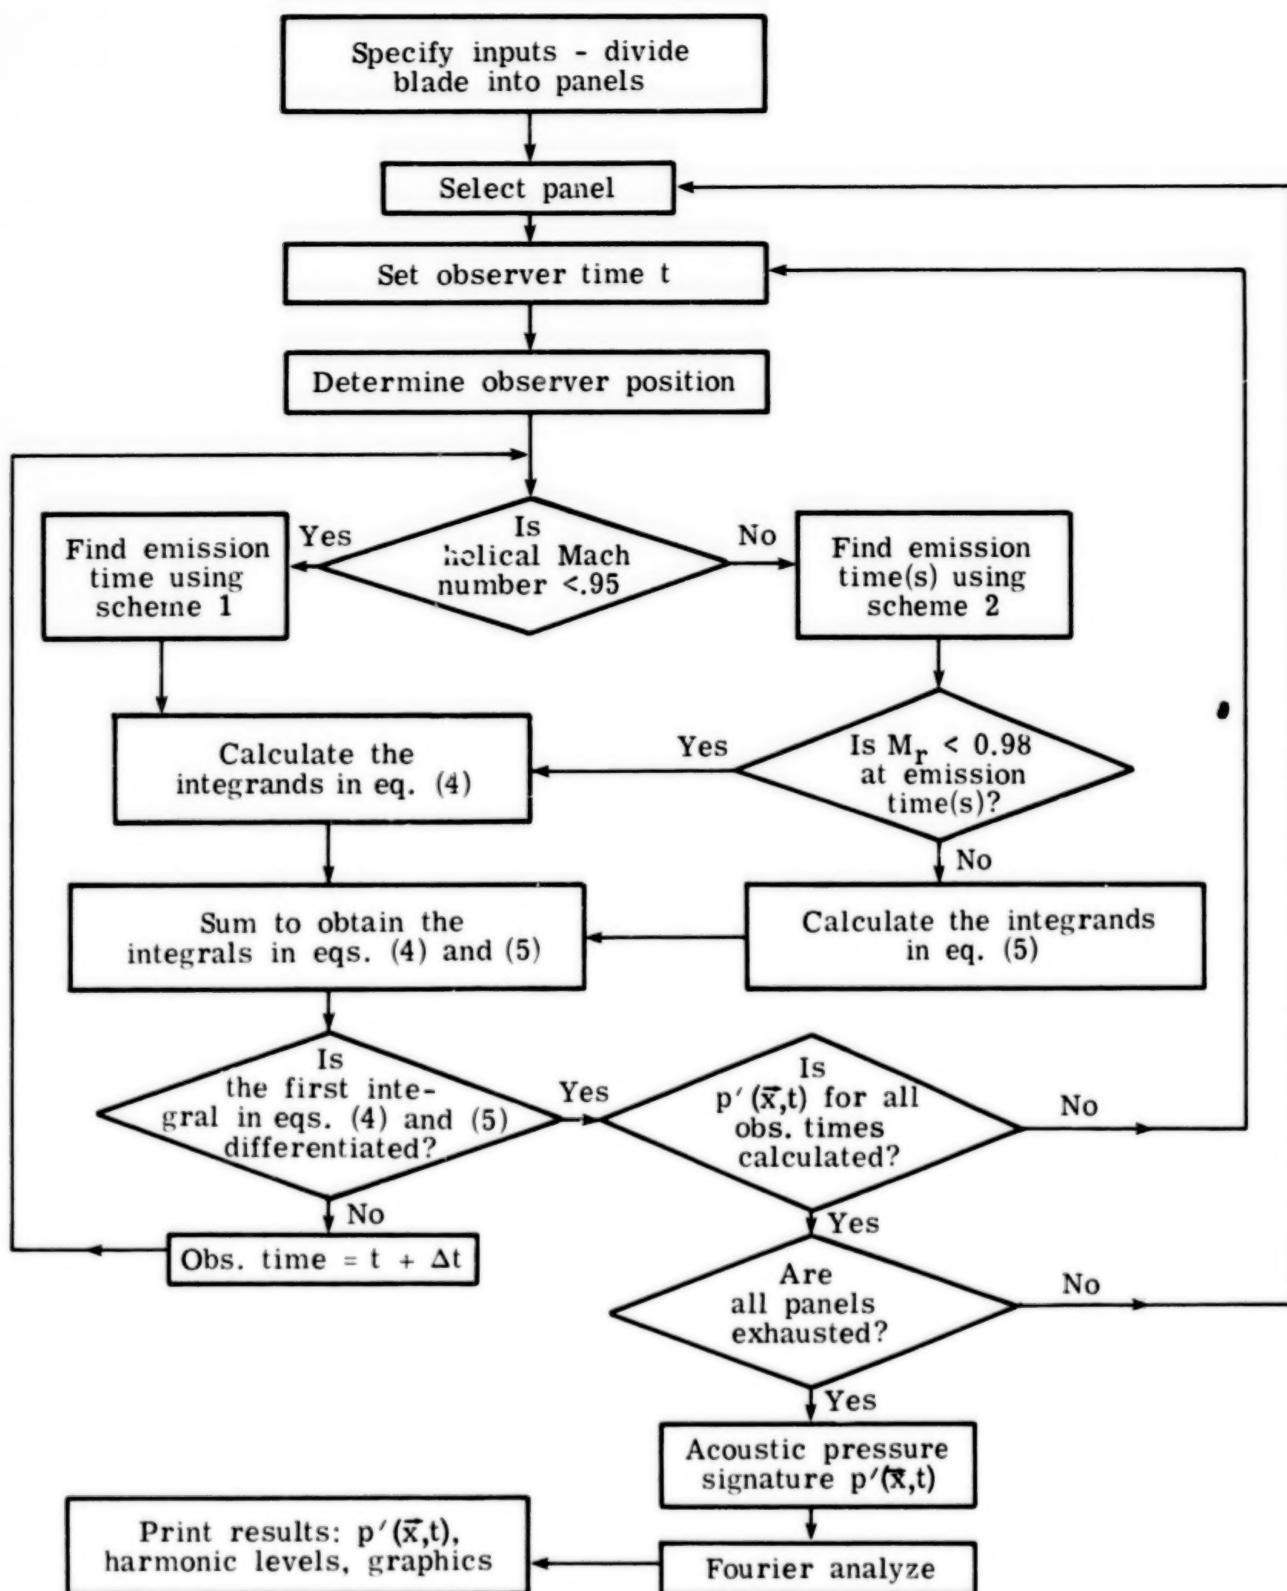 Specify inputs - divide
blade into panels
Select panel
Set observer time t
Determine observer position
Find emission
time using
scheme 1
Yes
Is
helical Mach
number <.95
No
Find emission
time(s) using
scheme 2
Calculate the
integrands in eq. (4)
Yes
Is Mᵣ < 0.98
at emission
time(s)?
No
Sum to obtain the
integrals in eqs. (4) and (5)
Calculate the integrands
in eq. (5)
Is
the first inte-
gral in eqs. (4) and (5)
differentiated?
Yes
Is
p′(x⃗,t) for all
obs. times
calculated?
No
No
Obs. time = t + Δt
Yes
Are
all panels
exhausted?
No
Yes
Acoustic pressure
signature p′(x⃗,t)
Print results: p′(x⃗,t),
harmonic levels, graphics
Fourier analyze